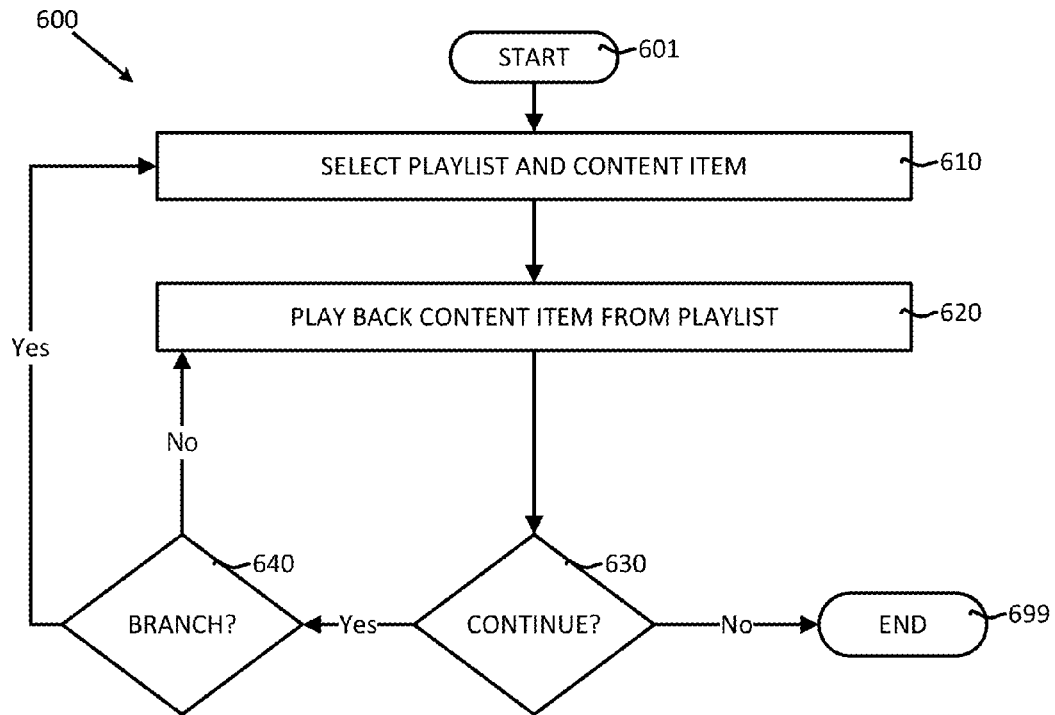 600
START
601
SELECT PLAYLIST AND CONTENT ITEM
610
PLAY BACK CONTENT ITEM FROM PLAYLIST
620
Yes
No
640
630
BRANCH?
Yes
CONTINUE?
No
END
699